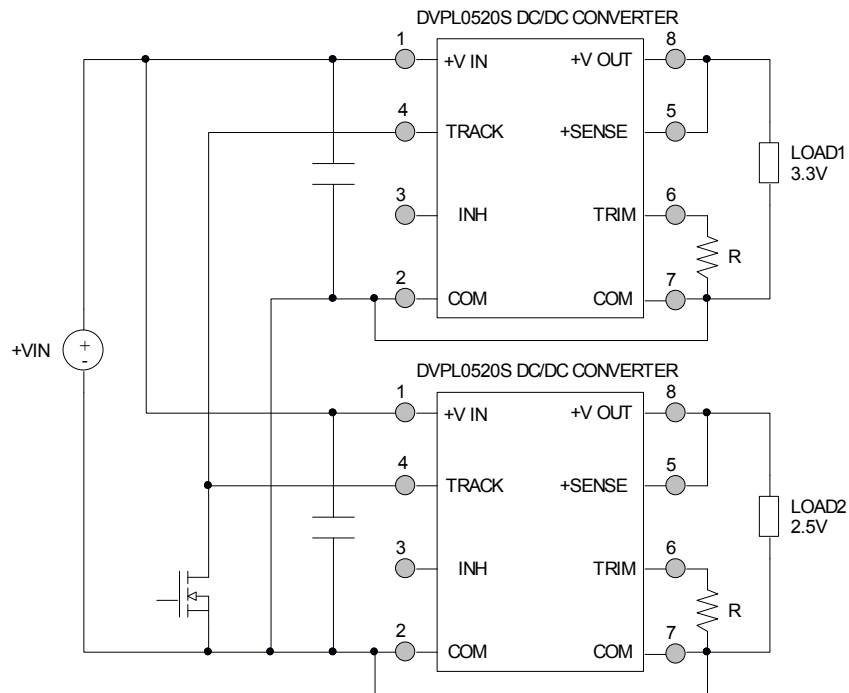 DVPL0520S DC/DC CONVERTER
1
+V IN
+V OUT
8
4
TRACK
+SENSE
5
LOAD1
3.3V
3
INH
TRIM
6
R
2
COM
COM
7
+VIN
+
-
DVPL0520S DC/DC CONVERTER
1
+V IN
+V OUT
8
4
TRACK
+SENSE
5
LOAD2
2.5V
3
INH
TRIM
6
R
2
COM
COM
7